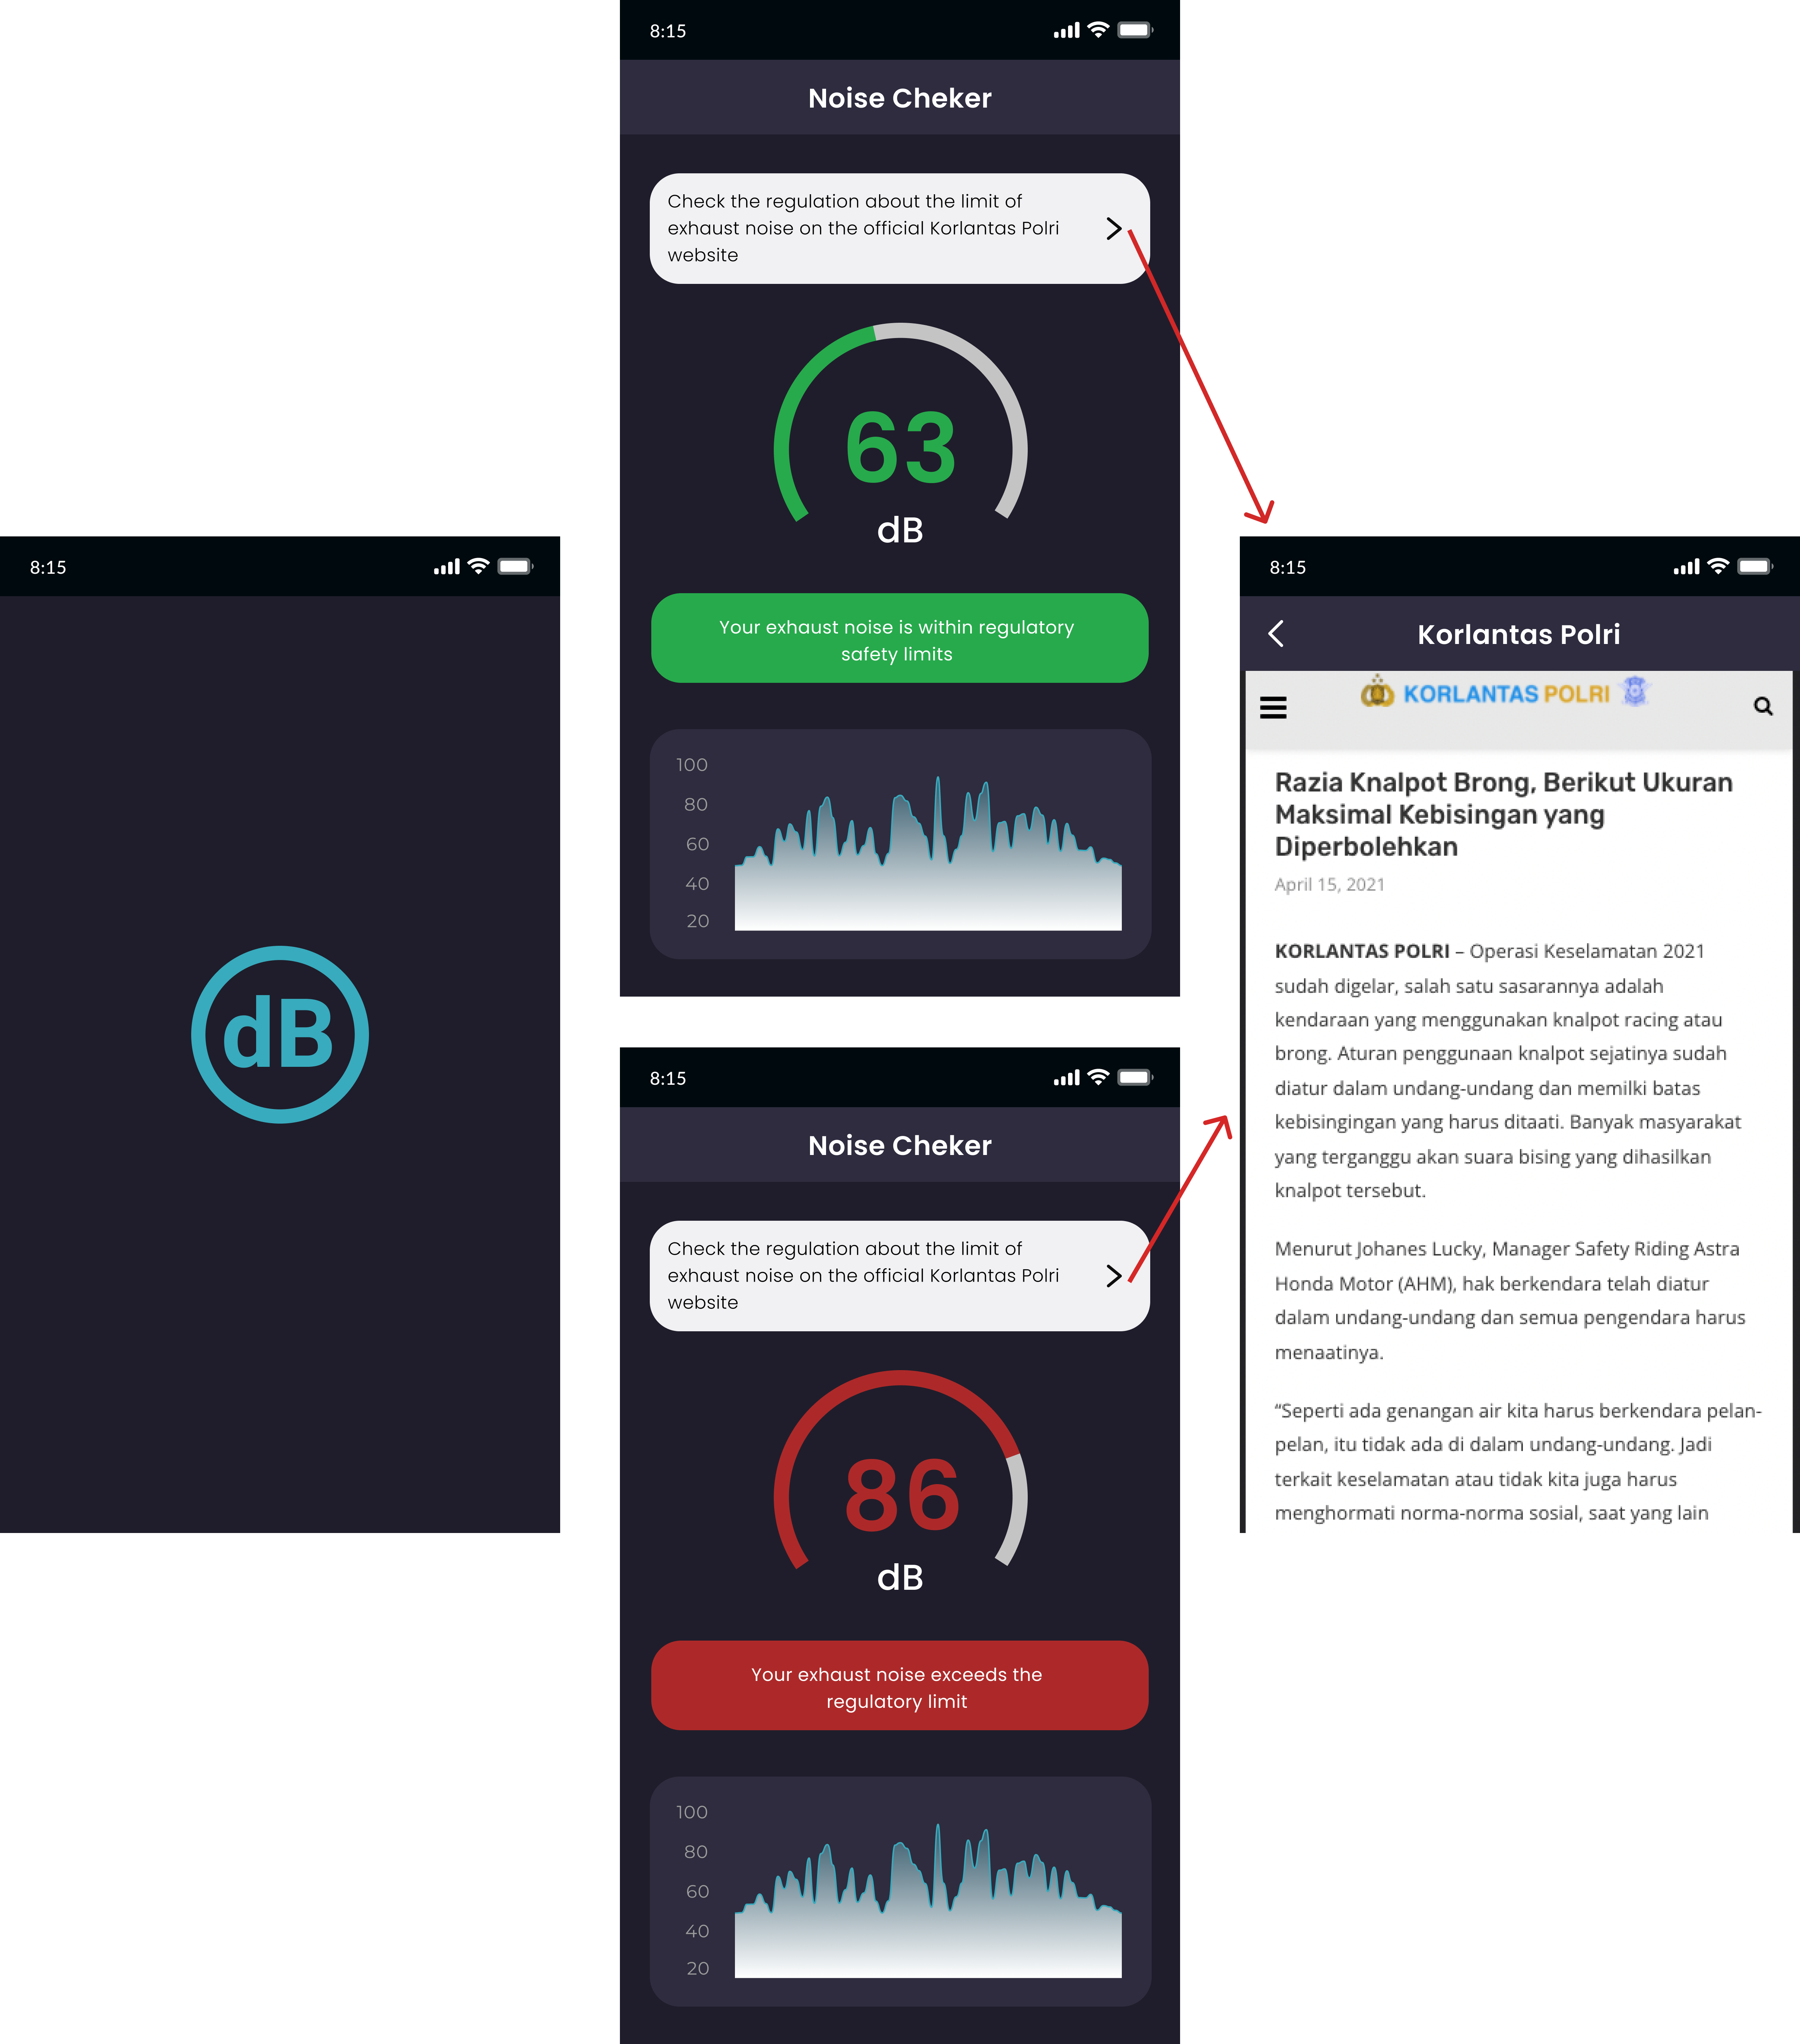 8:15
dB
8:15
Noise Cheker
Check the regulation about the limit of
exhaust noise on the official Korlantas Polri
website
63
dB
Your exhaust noise is within regulatory
safety limits
100
80
60
40
20
8:15
Noise Cheker
Check the regulation about the limit of
exhaust noise on the official Korlantas Polri
website
86
dB
Your exhaust noise exceeds the
regulatory limit
100
80
60
40
20
8:15
Korlantas Polri
KORLANTAS POLRI
Razia Knalpot Brong, Berikut Ukuran
Maksimal Kebisingan yang
Diperbolehkan
April 15, 2021
KORLANTAS POLRI – Operasi Keselamatan 2021
sudah digelar, salah satu sasarannya adalah
kendaraan yang menggunakan knalpot racing atau
brong. Aturan penggunaan knalpot sejatinya sudah
diatur dalam undang-undang dan memilki batas
kebisingingan yang harus ditaati. Banyak masyarakat
yang terganggu akan suara bising yang dihasilkan
knalpot tersebut.
Menurut Johanes Lucky, Manager Safety Riding Astra
Honda Motor (AHM), hak berkendara telah diatur
dalam undang-undang dan semua pengendara harus
menaatinya.
“Seperti ada genangan air kita harus berkendara pelan-
pelan, itu tidak ada di dalam undang-undang. Jadi
terkait keselamatan atau tidak kita juga harus
menghormati norma-norma sosial, saat yang lain